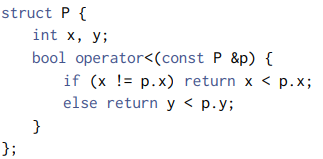 struct P {
    int x, y;
    bool operator<(const P &p) {
        if (x != p.x) return x < p.x;
        else return y < p.y;
    }
};